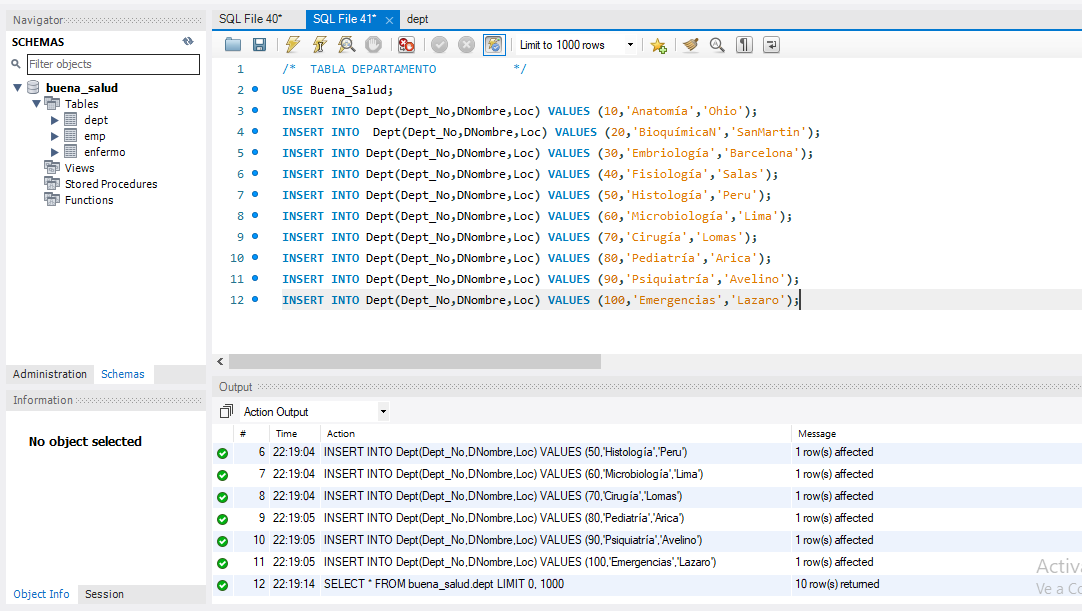 Navigator
SCHEMAS
Filter objects
buena_salud
Tables
dept
emp
enfermo
Views
Stored Procedures
Functions
Administration Schemas
Information
No object selected
Object Info Session
SQL File 40* SQL File 41* × dept
Limit to 1000 rows
1 /* TABLA DEPARTAMENTO */
2 USE Buena_Salud;
3 INSERT INTO Dept(Dept_No,DNombre,Loc) VALUES (10,'Anatomía','Ohio');
4 INSERT INTO Dept(Dept_No,DNombre,Loc) VALUES (20,'BioquímicaN','SanMartin');
5 INSERT INTO Dept(Dept_No,DNombre,Loc) VALUES (30,'Embriología','Barcelona');
6 INSERT INTO Dept(Dept_No,DNombre,Loc) VALUES (40,'Fisiología','Salas');
7 INSERT INTO Dept(Dept_No,DNombre,Loc) VALUES (50,'Histología','Peru');
8 INSERT INTO Dept(Dept_No,DNombre,Loc) VALUES (60,'Microbiología','Lima');
9 INSERT INTO Dept(Dept_No,DNombre,Loc) VALUES (70,'Cirugía','Lomas');
10 INSERT INTO Dept(Dept_No,DNombre,Loc) VALUES (80,'Pediatría','Arica');
11 INSERT INTO Dept(Dept_No,DNombre,Loc) VALUES (90,'Psiquiatría','Avelino');
12 INSERT INTO Dept(Dept_No,DNombre,Loc) VALUES (100,'Emergencias','Lazaro');
Output
Action Output
# Time Action Message
6 22:19:04 INSERT INTO Dept(Dept_No,DNombre,Loc) VALUES (50,'Histología','Peru') 1 row(s) affected
7 22:19:04 INSERT INTO Dept(Dept_No,DNombre,Loc) VALUES (60,'Microbiología','Lima') 1 row(s) affected
8 22:19:04 INSERT INTO Dept(Dept_No,DNombre,Loc) VALUES (70,'Cirugía','Lomas') 1 row(s) affected
9 22:19:05 INSERT INTO Dept(Dept_No,DNombre,Loc) VALUES (80,'Pediatría','Arica') 1 row(s) affected
10 22:19:05 INSERT INTO Dept(Dept_No,DNombre,Loc) VALUES (90,'Psiquiatría','Avelino') 1 row(s) affected
11 22:19:05 INSERT INTO Dept(Dept_No,DNombre,Loc) VALUES (100,'Emergencias','Lazaro') 1 row(s) affected
12 22:19:14 SELECT * FROM buena_salud.dept LIMIT 0, 1000 10 row(s) returned
Activa
Ve a Co